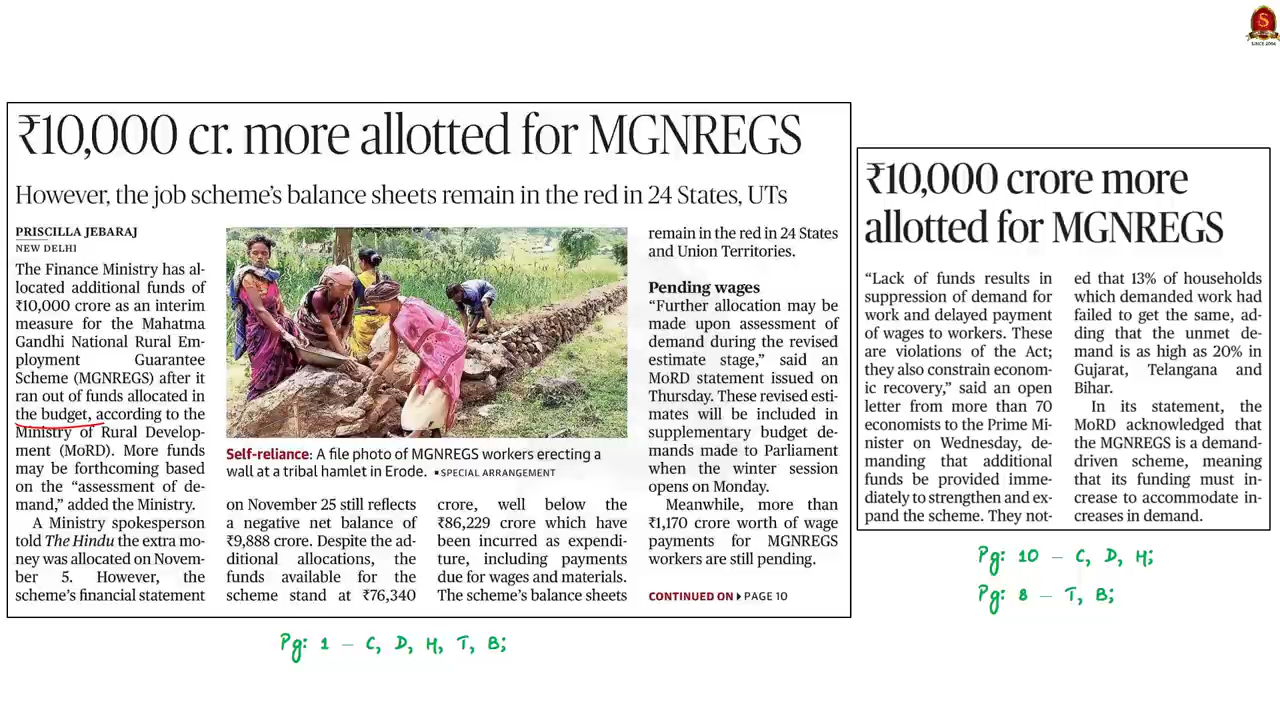 S
SINCE 2004
₹10,000 cr. more allotted for MGNREGS
However, the job scheme's balance sheets remain in the red in 24 States, UTs
PRISCILLA JEBARAJ
NEW DELHI
The Finance Ministry has al-
located additional funds of
₹10,000 crore as an interim
measure for the Mahatma
Gandhi National Rural Em-
ployment Guarantee
Scheme (MGNREGS) after it
ran out of funds allocated in
the budget, according to the
Ministry of Rural Develop-
ment (MoRD). More funds
may be forthcoming based
on the “assessment of de-
mand,” added the Ministry.
A Ministry spokesperson
told The Hindu the extra mo-
ney was allocated on Novem-
ber 5. However, the
scheme's financial statement
Self-reliance: A file photo of MGNREGS workers erecting a
wall at a tribal hamlet in Erode. ▪SPECIAL ARRANGEMENT
on November 25 still reflects
a negative net balance of
₹9,888 crore. Despite the ad-
ditional allocations, the
funds available for the
scheme stand at ₹76,340
crore, well below the
₹86,229 crore which have
been incurred as expendi-
ture, including payments
due for wages and materials.
The scheme's balance sheets
remain in the red in 24 States
and Union Territories.
Pending wages
“Further allocation may be
made upon assessment of
demand during the revised
estimate stage,” said an
MoRD statement issued on
Thursday. These revised esti-
mates will be included in
supplementary budget de-
mands made to Parliament
when the winter session
opens on Monday.
Meanwhile, more than
₹1,170 crore worth of wage
payments for MGNREGS
workers are still pending.
CONTINUED ON ▸ PAGE 10
Pg: 1 – C, D, H, T, B;
₹10,000 crore more
allotted for MGNREGS
“Lack of funds results in
suppression of demand for
work and delayed payment
of wages to workers. These
are violations of the Act;
they also constrain econom-
ic recovery,” said an open
letter from more than 70
economists to the Prime Mi-
nister on Wednesday, de-
manding that additional
funds be provided imme-
diately to strengthen and ex-
pand the scheme. They not-
ed that 13% of households
which demanded work had
failed to get the same, ad-
ding that the unmet de-
mand is as high as 20% in
Gujarat, Telangana and
Bihar.
In its statement, the
MoRD acknowledged that
the MGNREGS is a demand-
driven scheme, meaning
that its funding must in-
crease to accommodate in-
creases in demand.
Pg: 10 – C, D, H;
Pg: 8 – T, B;